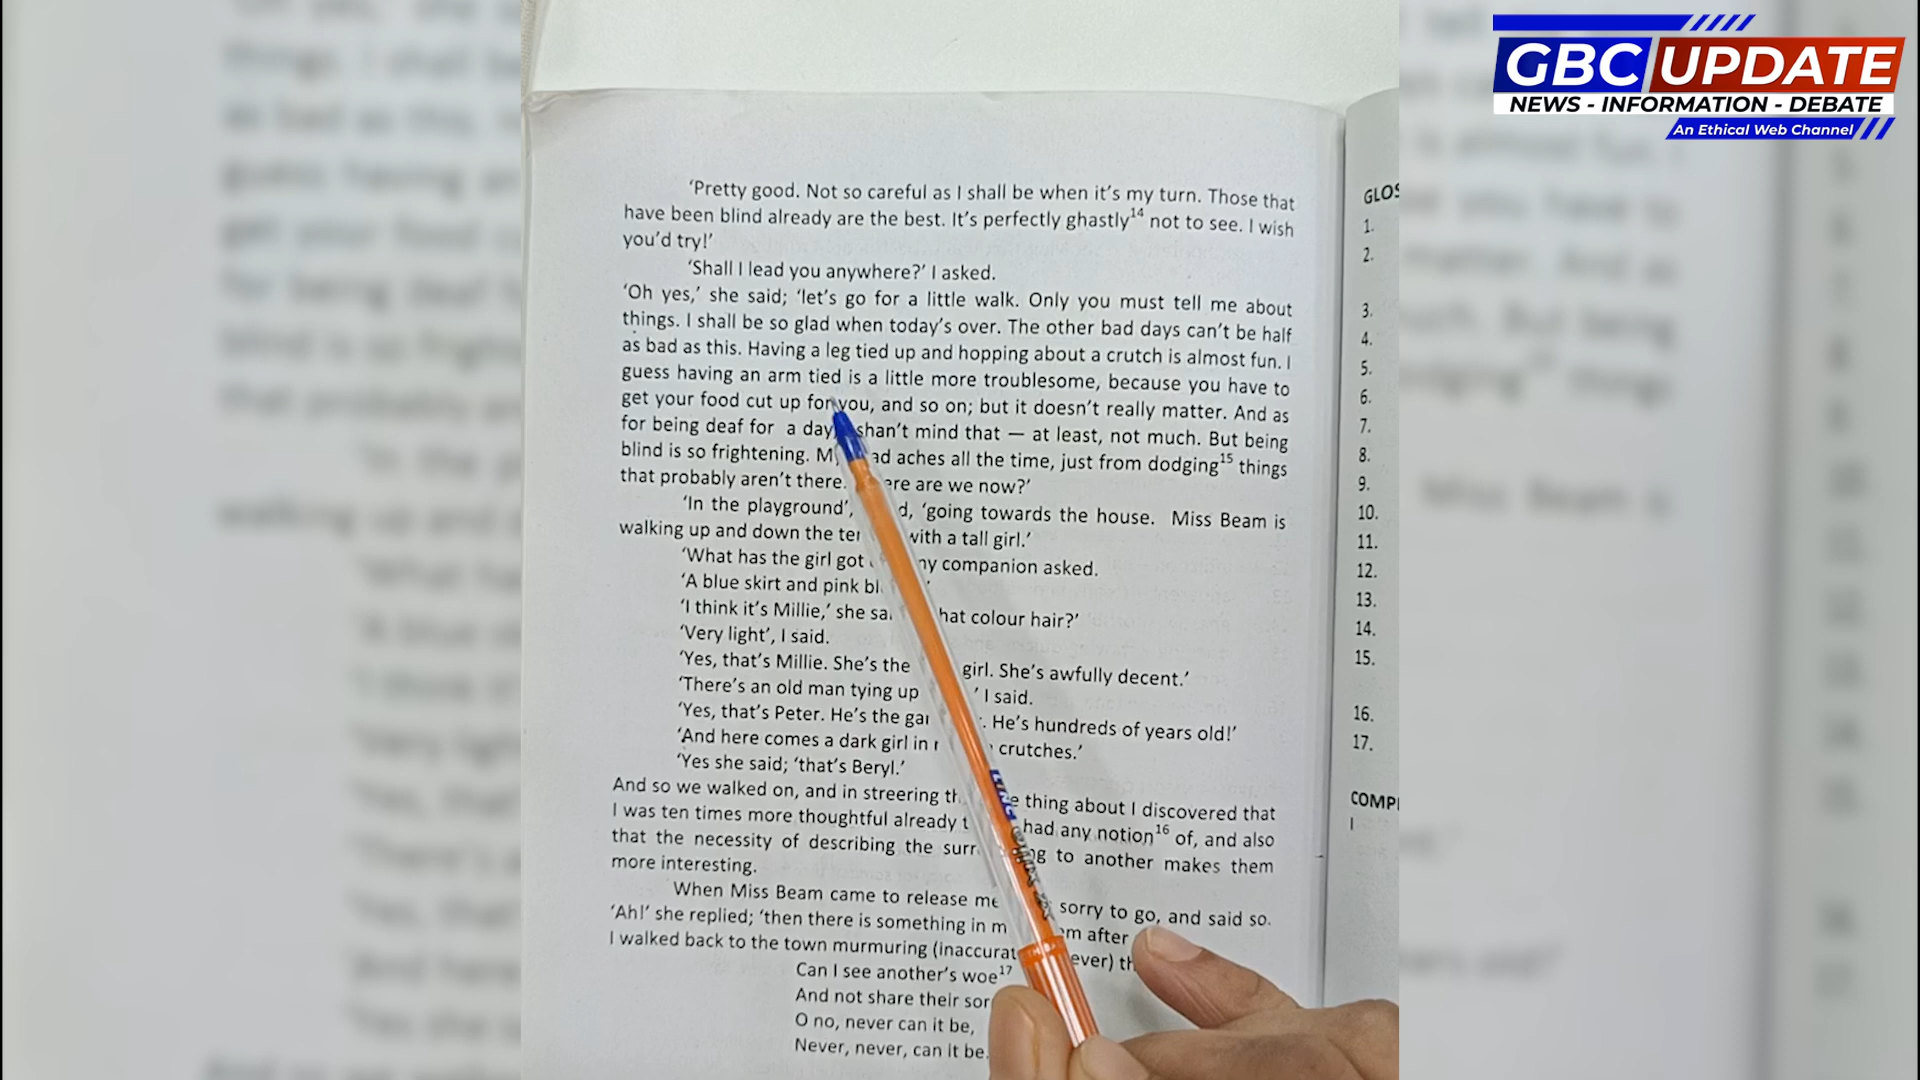 GBC UPDATE
NEWS - INFORMATION - DEBATE
An Ethical Web Channel
‘Pretty good. Not so careful as I shall be when it’s my turn. Those that
have been blind already are the best. It’s perfectly ghastly14 not to see. I wish
you’d try!’
‘Shall I lead you anywhere?’ I asked.
‘Oh yes,’ she said; ‘let’s go for a little walk. Only you must tell me about
things. I shall be so glad when today’s over. The other bad days can’t be half
as bad as this. Having a leg tied up and hopping about a crutch is almost fun. I
guess having an arm tied is a little more troublesome, because you have to
get your food cut up for you, and so on; but it doesn’t really matter. And as
for being deaf for a day shan’t mind that — at least, not much. But being
blind is so frightening. aches all the time, just from dodging15 things
that probably aren’t there. are we now?’
‘In the playground’, ‘going towards the house. Miss Beam is
walking up and down the with a tall girl.’
‘What has the girl got companion asked.
‘A blue skirt and pink
‘I think it’s Millie,’ she colour hair?’
‘Very light’, I said.
‘Yes, that’s Millie. She’s the girl. She’s awfully decent.’
‘There’s an old man tying up ’ I said.
‘Yes, that’s Peter. He’s the He’s hundreds of years old!’
‘And here comes a dark girl in crutches.’
‘Yes she said; ‘that’s Beryl.’
And so we walked on, and in streering thing about I discovered that
I was ten times more thoughtful already had any notion16 of, and also
that the necessity of describing the to another makes them
more interesting.
When Miss Beam came to release me sorry to go, and said so.
‘Ah!’ she replied; ‘then there is something in after
I walked back to the town murmuring
Can I see another’s woe17
And not share their
O no, never can it be,
Never, never, can it be.
LINC
1.
2.
3.
4.
5.
6.
7.
8.
9.
10.
11.
12.
13.
14.
15.
16.
17.
I